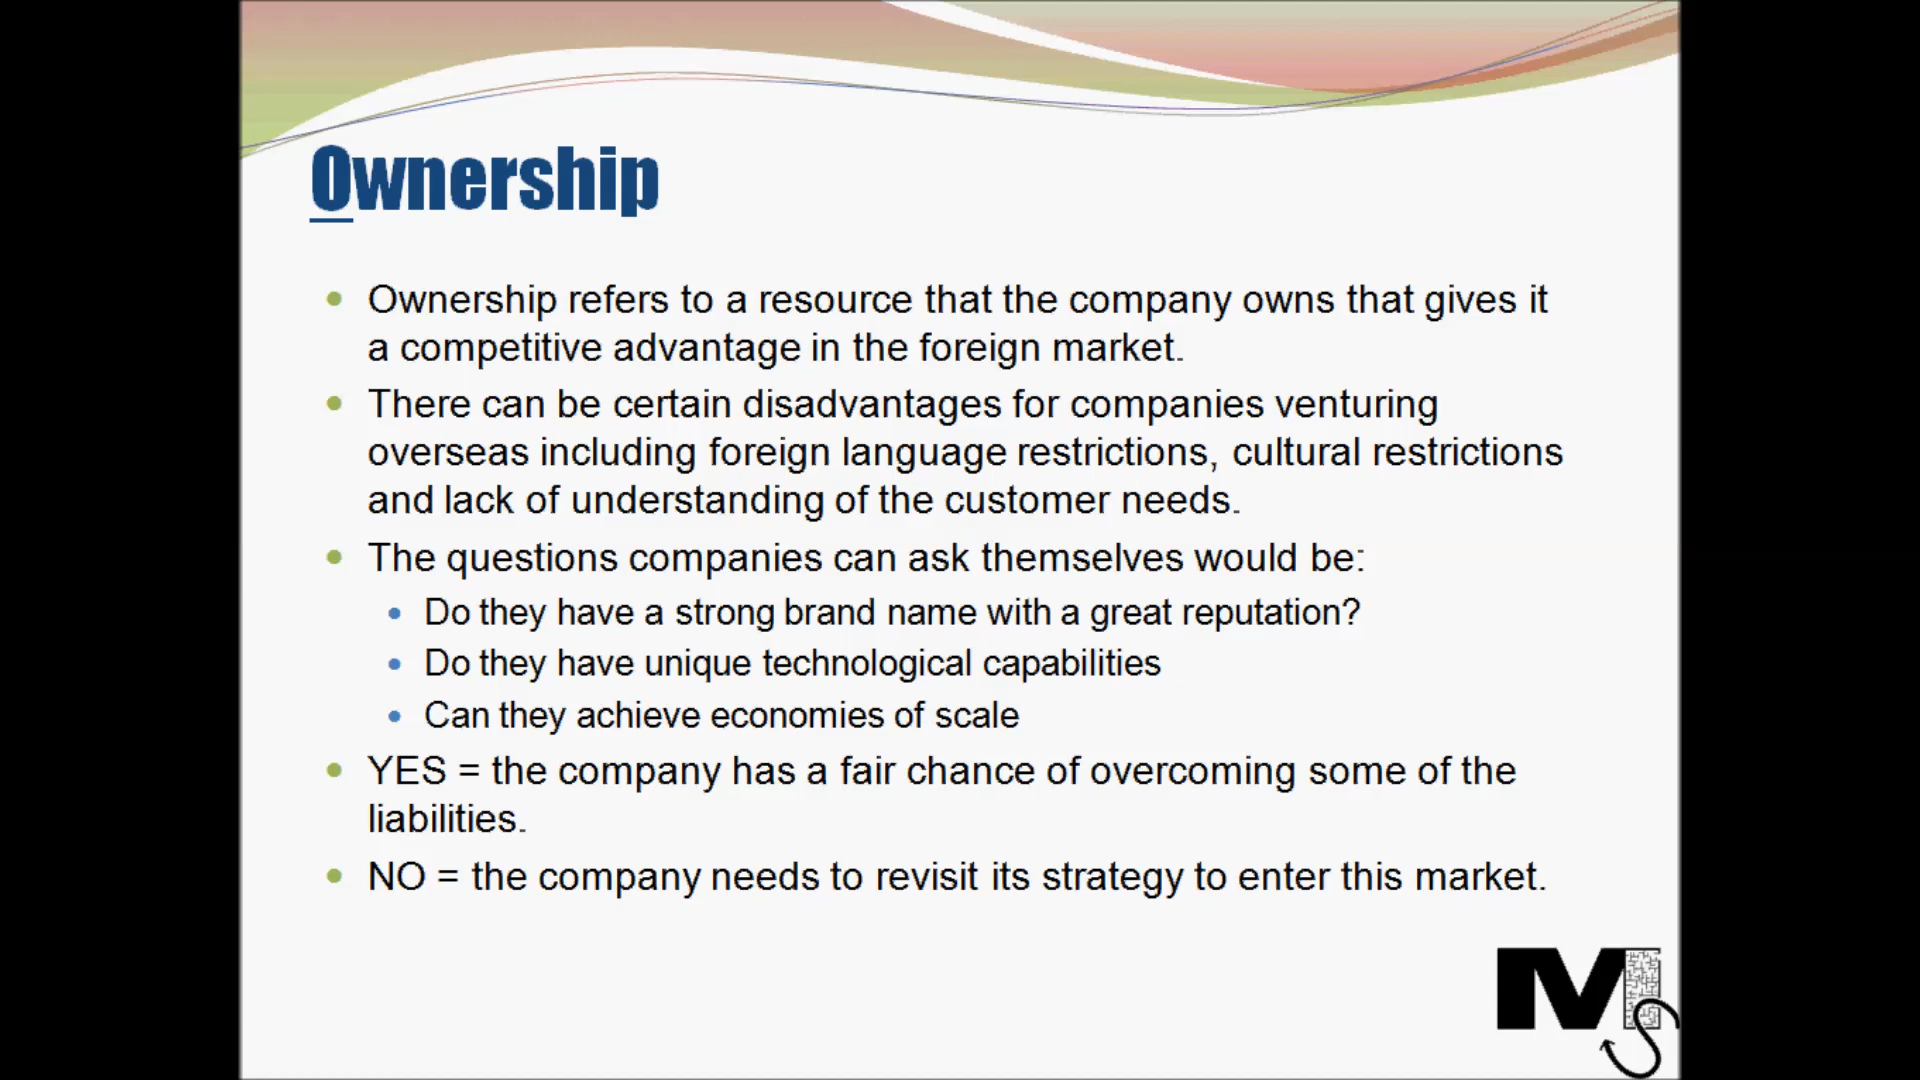 Ownership
Ownership refers to a resource that the company owns that gives it
a competitive advantage in the foreign market.
There can be certain disadvantages for companies venturing
overseas including foreign language restrictions, cultural restrictions
and lack of understanding of the customer needs.
The questions companies can ask themselves would be:
Do they have a strong brand name with a great reputation?
Do they have unique technological capabilities
Can they achieve economies of scale
YES = the company has a fair chance of overcoming some of the
liabilities.
NO = the company needs to revisit its strategy to enter this market.
M
S